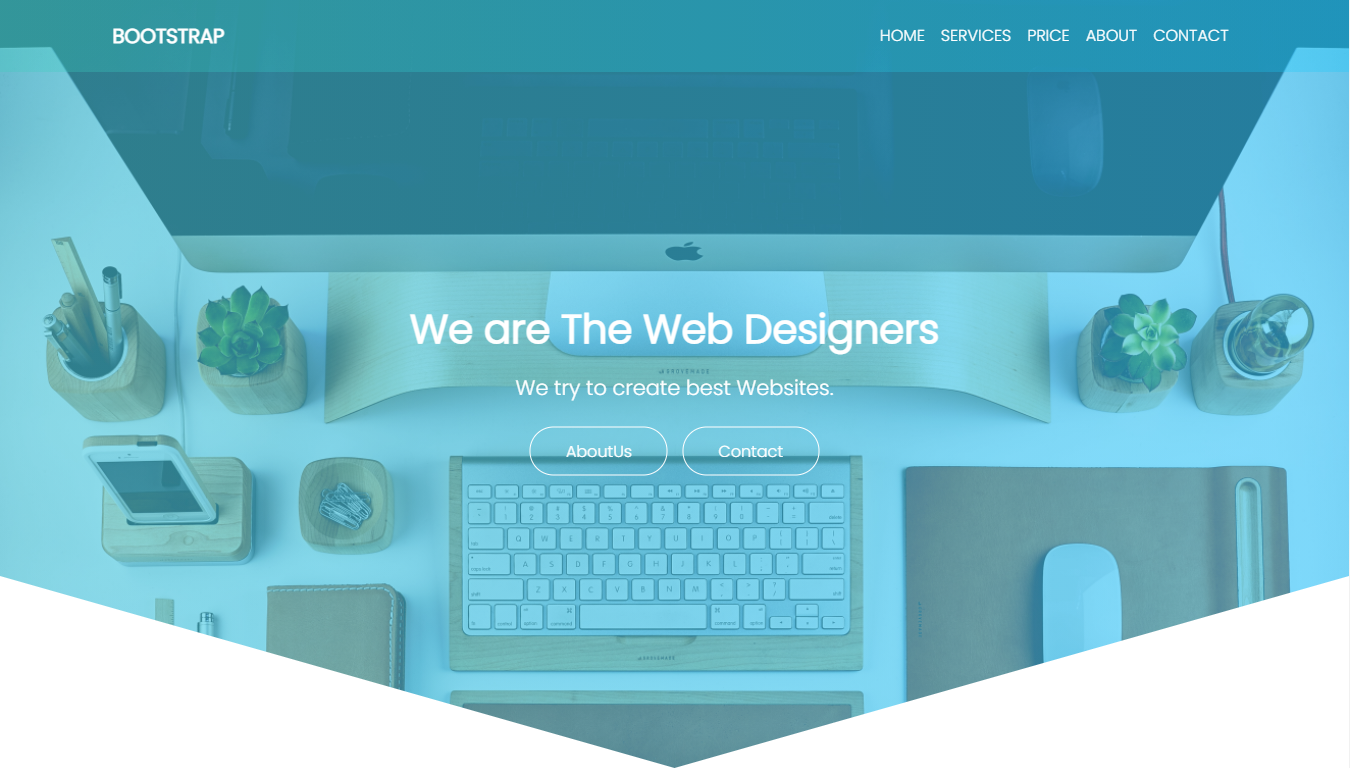 BOOTSTRAP
HOME SERVICES PRICE ABOUT CONTACT
We are The Web Designers
We try to create best Websites.
AboutUs Contact
Q W E R T Y U I O P
A S D F G H J K L
Z X C V B N M